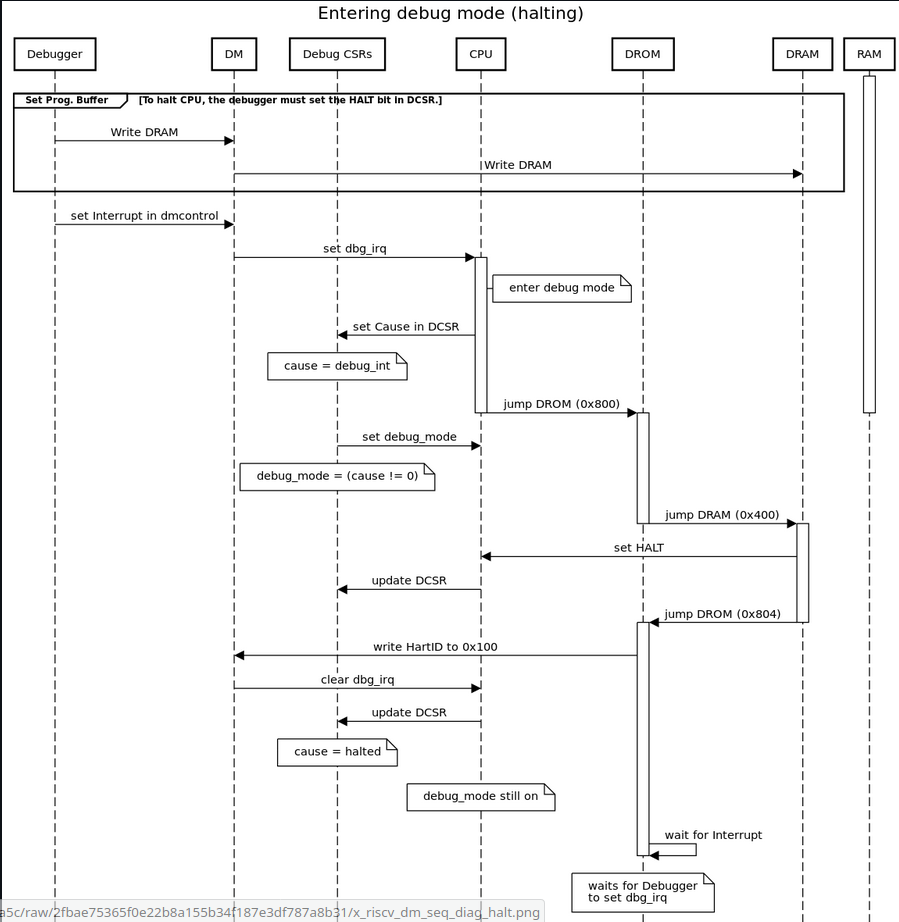 Entering debug mode (halting)
Debugger DM Debug CSRs CPU DROM DRAM RAM
Set Prog. Buffer [To halt CPU, the debugger must set the HALT bit in DCSR.]
Write DRAM
Write DRAM
set Interrupt in dmcontrol
set dbg_irq
enter debug mode
set Cause in DCSR
cause = debug_int
jump DROM (0x800)
set debug_mode
debug_mode = (cause != 0)
jump DRAM (0x400)
set HALT
update DCSR
jump DROM (0x804)
write HartID to 0x100
clear dbg_irq
update DCSR
cause = halted
debug_mode still on
wait for Interrupt
waits for Debugger
to set dbg_irq
a5c/raw/2fbae75365f0e22b8a155b34f187e3df787a8b31/x_riscv_dm_seq_diag_halt.png